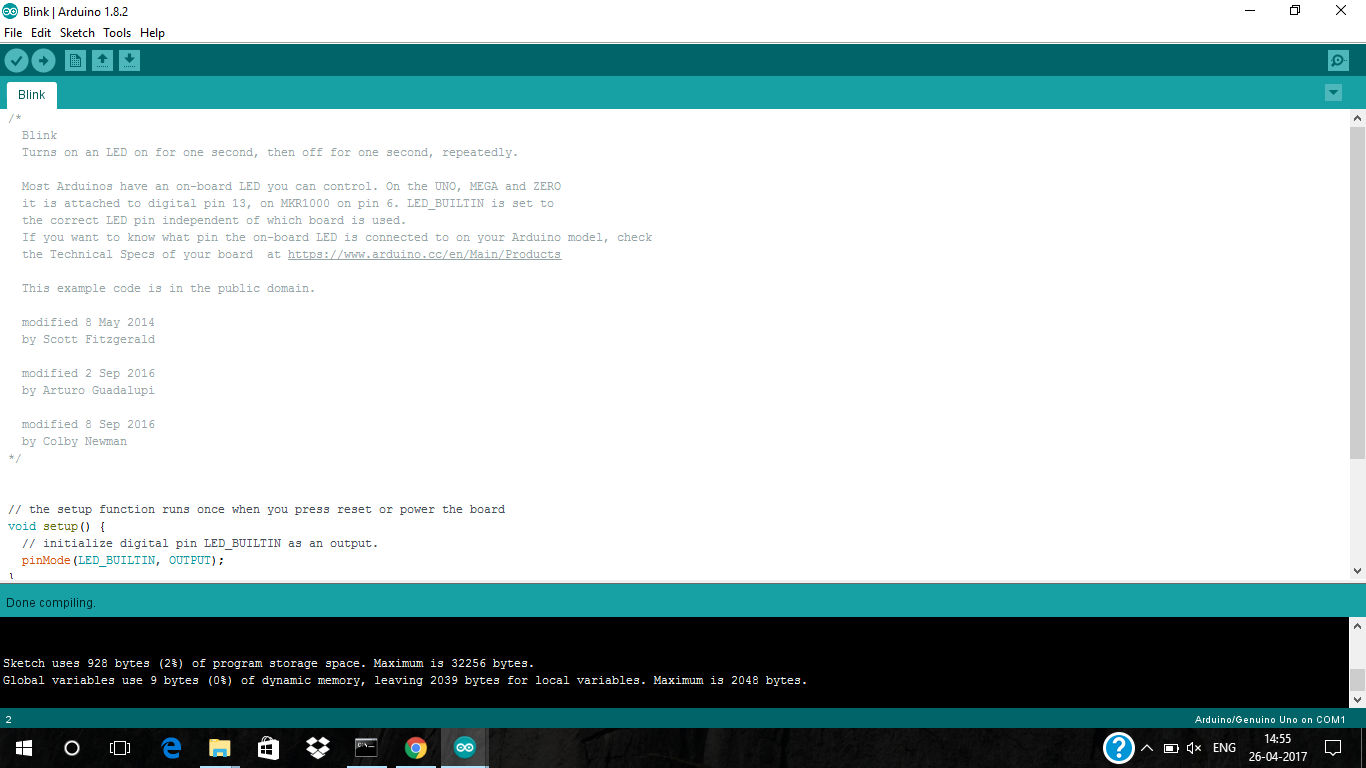 Blink | Arduino 1.8.2
File Edit Sketch Tools Help
Blink
/*
Blink
Turns on an LED on for one second, then off for one second, repeatedly.
Most Arduinos have an on-board LED you can control. On the UNO, MEGA and ZERO
it is attached to digital pin 13, on MKR1000 on pin 6. LED_BUILTIN is set to
the correct LED pin independent of which board is used.
If you want to know what pin the on-board LED is connected to on your Arduino model, check
the Technical Specs of your board  at https://www.arduino.cc/en/Main/Products
This example code is in the public domain.
modified 8 May 2014
by Scott Fitzgerald
modified 2 Sep 2016
by Arturo Guadalupi
modified 8 Sep 2016
by Colby Newman
*/
// the setup function runs once when you press reset or power the board
void setup() {
// initialize digital pin LED_BUILTIN as an output.
pinMode(LED_BUILTIN, OUTPUT);
}
Done compiling.
Sketch uses 928 bytes (2%) of program storage space. Maximum is 32256 bytes.
Global variables use 9 bytes (0%) of dynamic memory, leaving 2039 bytes for local variables. Maximum is 2048 bytes.
2 Arduino/Genuino Uno on COM1
ENG 14:55
26-04-2017